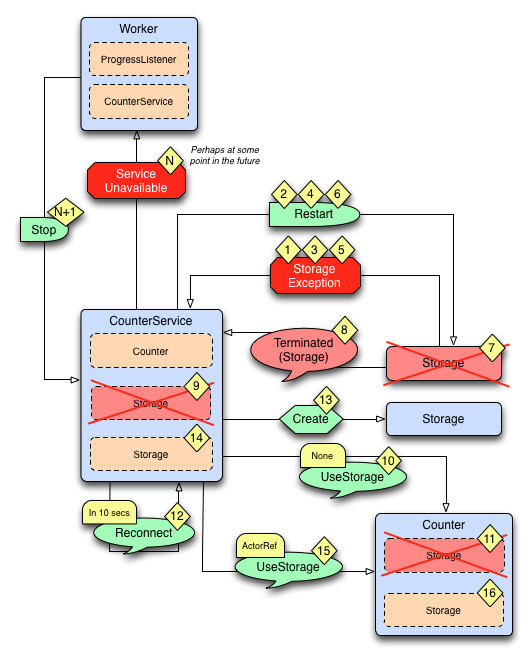 Worker
ProgressListener
CounterService
Perhaps at some
point in the future
N
Service
Unavailable
N+1
Stop
2
4
6
Restart
1
3
5
Storage
Exception
CounterService
Counter
9
Storage
14
Storage
8
Terminated
(Storage)
7
Storage
13
Create
Storage
None
10
UseStorage
In 10 secs
12
Reconnect
ActorRef
15
UseStorage
Counter
11
Storage
16
Storage